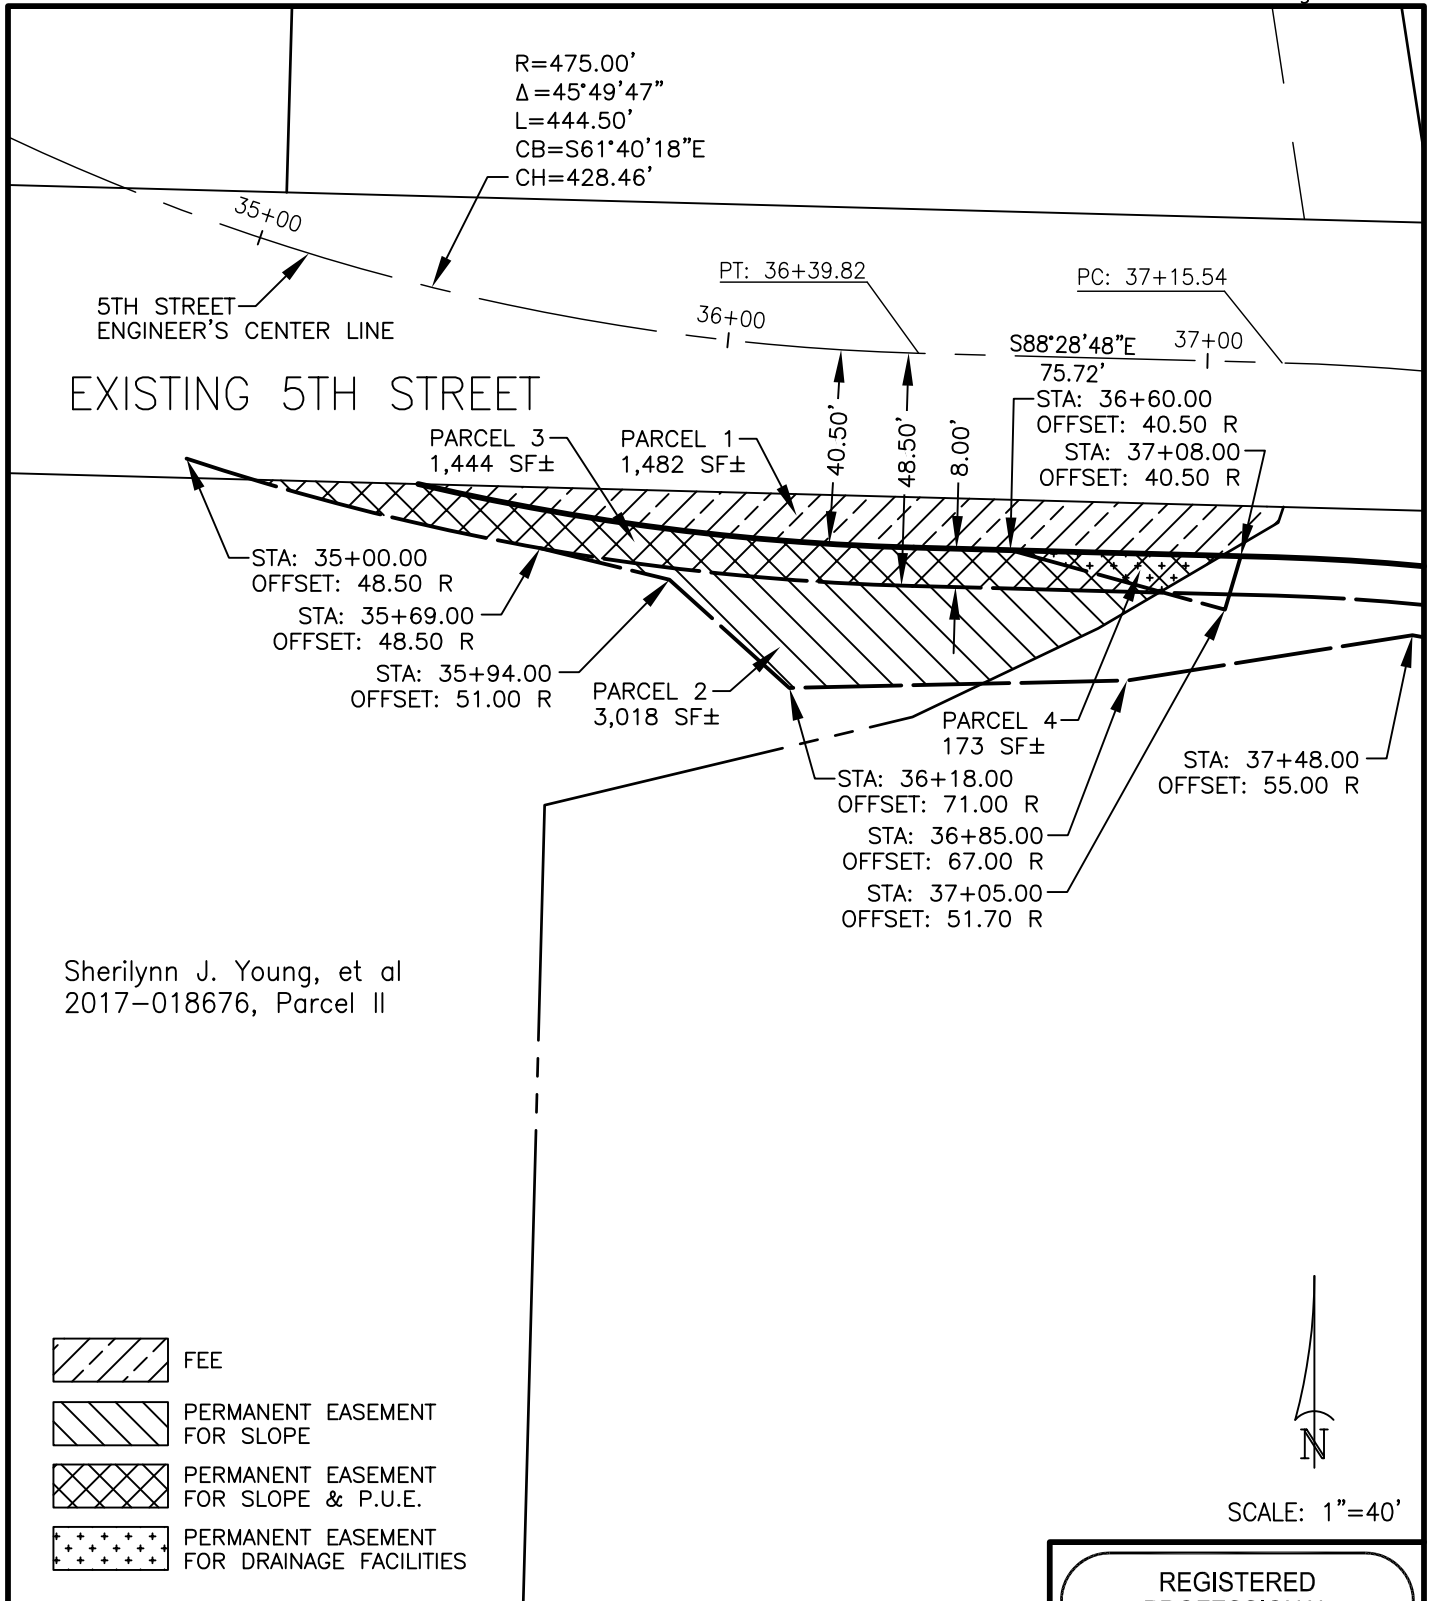 R=475.00'
Δ=45°49'47"
L=444.50'
CB=S61°40'18"E
CH=428.46'
35+00
5TH STREET
ENGINEER'S CENTER LINE
PT: 36+39.82
PC: 37+15.54
36+00
37+00
S88°28'48"E
75.72'
EXISTING 5TH STREET
STA: 36+60.00
OFFSET: 40.50 R
STA: 37+08.00
OFFSET: 40.50 R
PARCEL 3
1,444 SF±
PARCEL 1
1,482 SF±
40.50'
48.50'
8.00'
STA: 35+00.00
OFFSET: 48.50 R
STA: 35+69.00
OFFSET: 48.50 R
STA: 35+94.00
OFFSET: 51.00 R
PARCEL 2
3,018 SF±
PARCEL 4
173 SF±
STA: 36+18.00
OFFSET: 71.00 R
STA: 36+85.00
OFFSET: 67.00 R
STA: 37+05.00
OFFSET: 51.70 R
STA: 37+48.00
OFFSET: 55.00 R
Sherilynn J. Young, et al
2017-018676, Parcel II
FEE
PERMANENT EASEMENT
FOR SLOPE
PERMANENT EASEMENT
FOR SLOPE & P.U.E.
PERMANENT EASEMENT
FOR DRAINAGE FACILITIES
N
SCALE: 1"=40'
REGISTERED